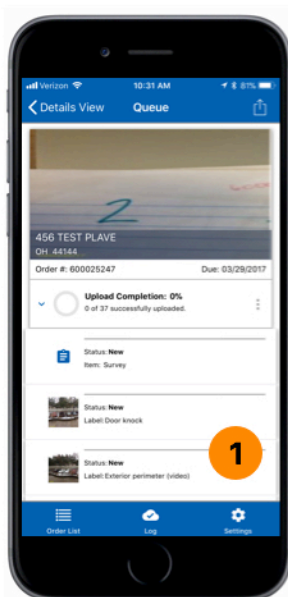 Verizon 10:31 AM 81%
Details View Queue
2
456 TEST PLAVE
OH 44144
Order #: 600025247 Due: 03/29/2017
Upload Completion: 0%
0 of 37 successfully uploaded.
Status: New
Item: Survey
Status: New
Label: Door knock
Status: New
Label: Exterior perimeter (video)
1
Order List Log Settings